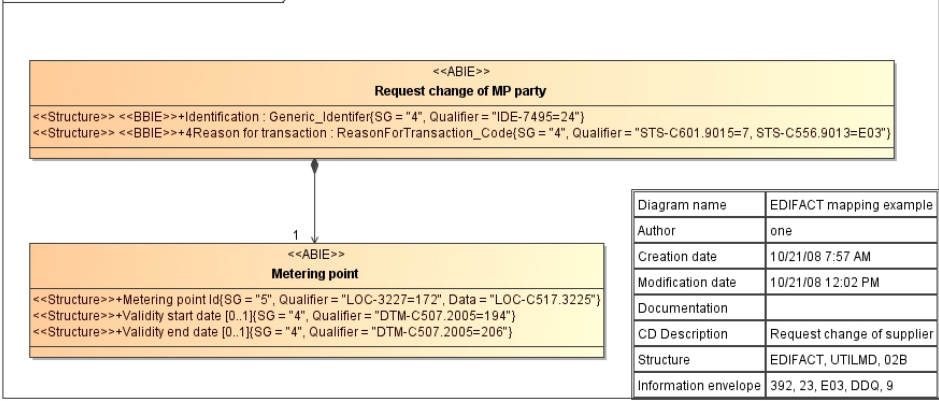 <<ABIE>>
Request change of MP party
<<Structure>> <<BBIE>>+Identification : Generic_Identifer{SG = "4", Qualifier = "IDE-7495=24"}
<<Structure>> <<BBIE>>+4Reason for transaction : ReasonForTransaction_Code{SG = "4", Qualifier = "STS-C601.9015=7, STS-C556.9013=E03"}
1
<<ABIE>>
Metering point
<<Structure>>+Metering point Id{SG = "5", Qualifier = "LOC-3227=172", Data = "LOC-C517.3225"}
<<Structure>>+Validity start date [0..1]{SG = "4", Qualifier = "DTM-C507.2005=194"}
<<Structure>>+Validity end date [0..1]{SG = "4", Qualifier = "DTM-C507.2005=206"}
Diagram name EDIFACT mapping example
Author one
Creation date 10/21/08 7:57 AM
Modification date 10/21/08 12:02 PM
Documentation
CD Description Request change of supplier
Structure EDIFACT, UTILMD, 02B
Information envelope 392, 23, E03, DDQ, 9